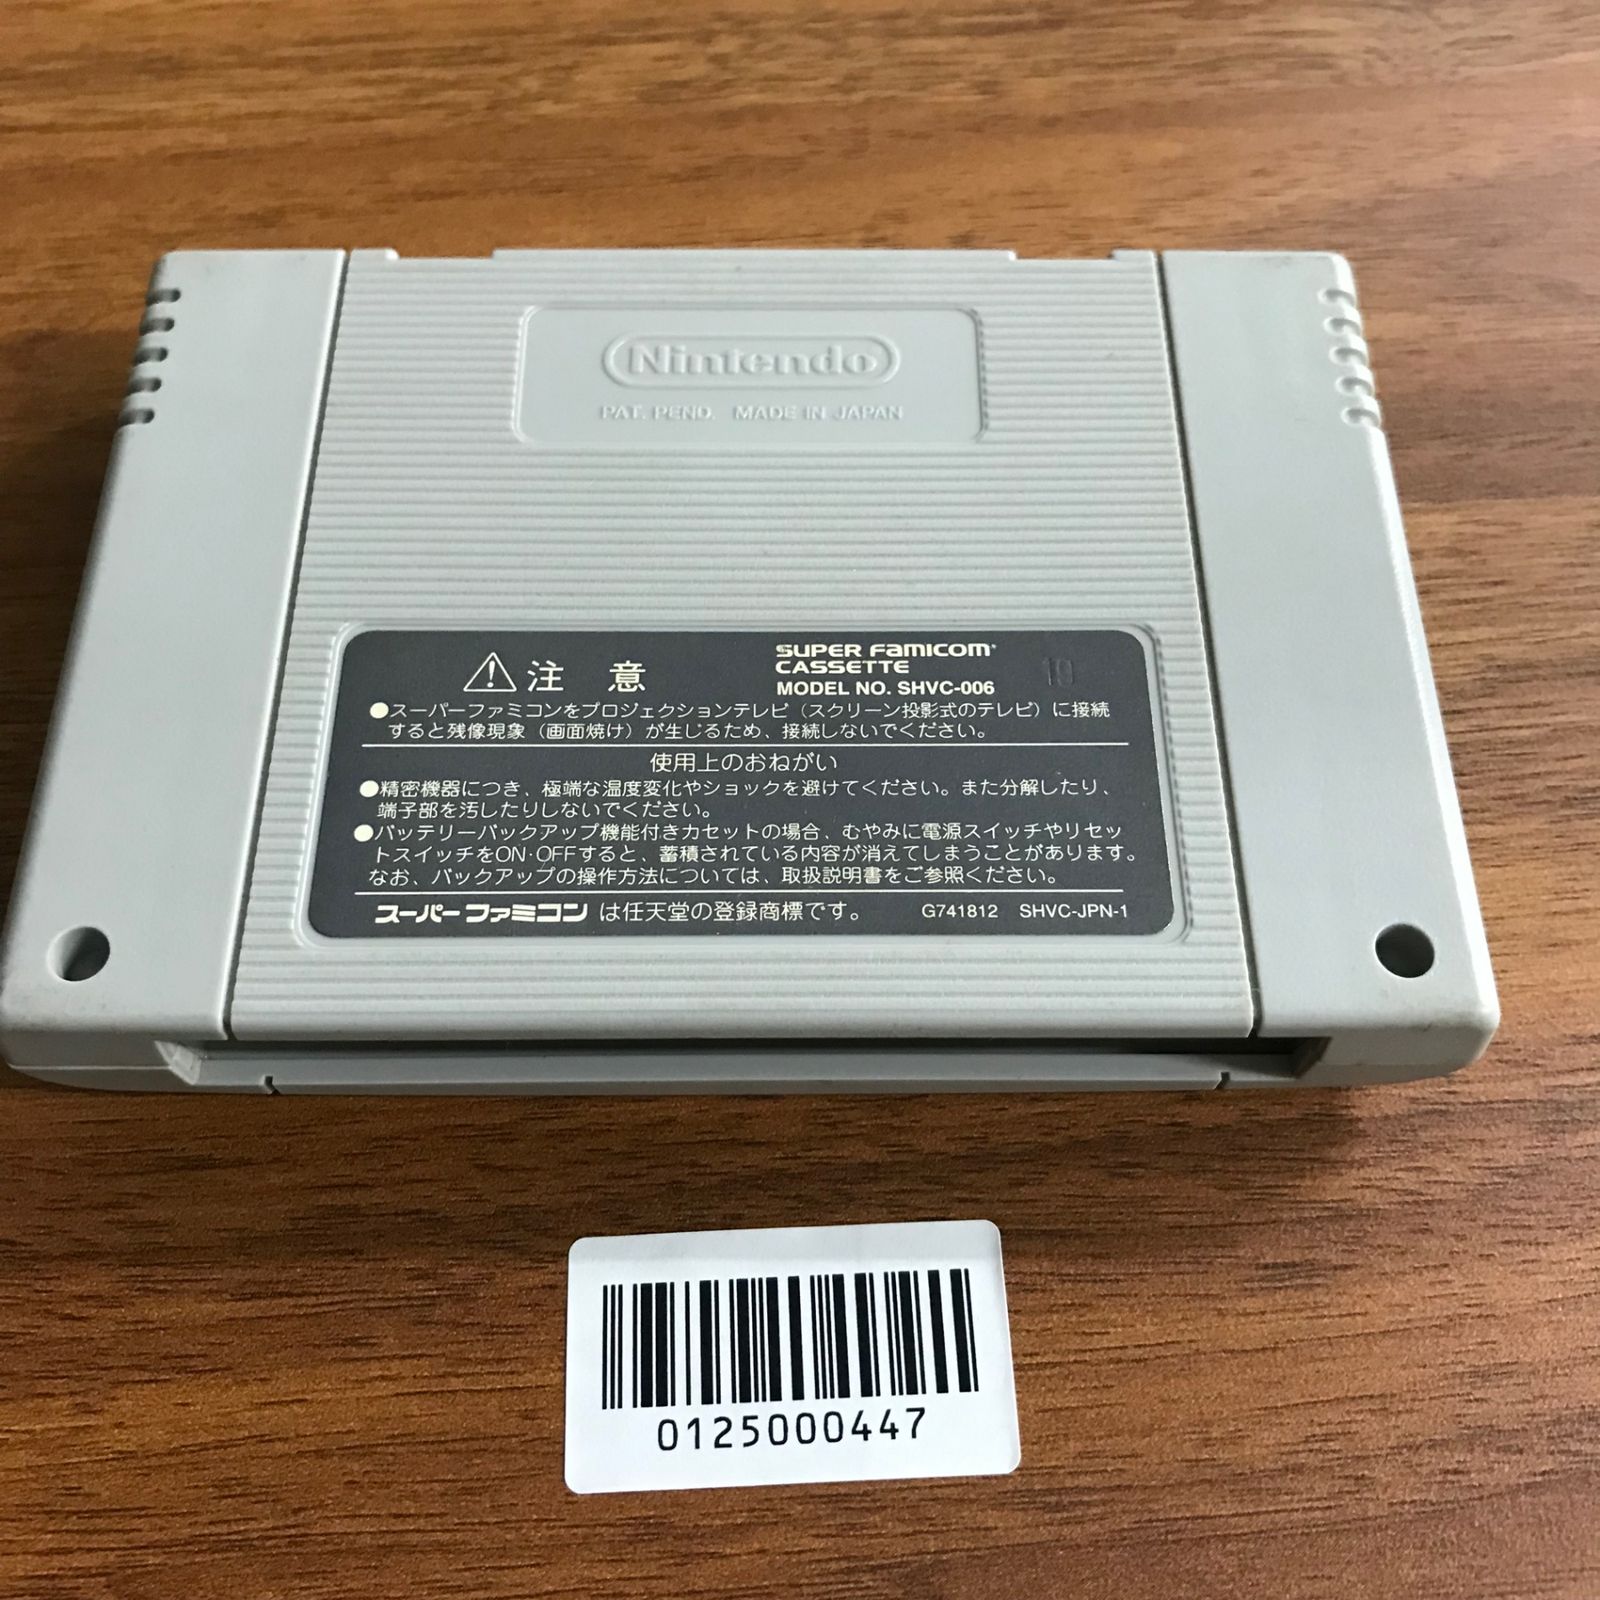 Nintendo
PAT. PEND. MADE IN JAPAN
⚠注意
SUPER FAMICOM
CASSETTE
MODEL NO. SHVC-006
10
●スーパーファミコンをプロジェクションテレビ（スクリーン投影式のテレビ）に接続
すると残像現象（画面焼け）が生じるため、接続しないでください。
使用上のおねがい
●精密機器につき、極端な温度変化やショックを避けてください。また分解したり、
端子部を汚したりしないでください。
●バッテリーバックアップ機能付きカセットの場合、むやみに電源スイッチやリセッ
トスイッチをON･OFFすると、蓄積されている内容が消えてしまうことがあります。
なお、バックアップの操作方法については、取扱説明書をご参照ください。
スーパーファミコンは任天堂の登録商標です。 G741812 SHVC-JPN-1
0125000447